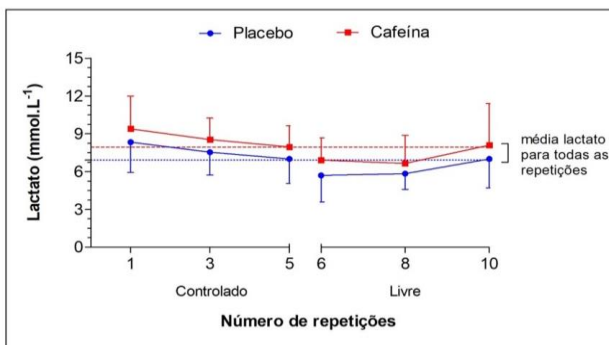 Placebo Cafeína
15
12
9
6
3
0
Lactato (mmol.L-1)
média lactato
para todas as
repetições
1 3 5 6 8 10
Controlado Livre
Número de repetições